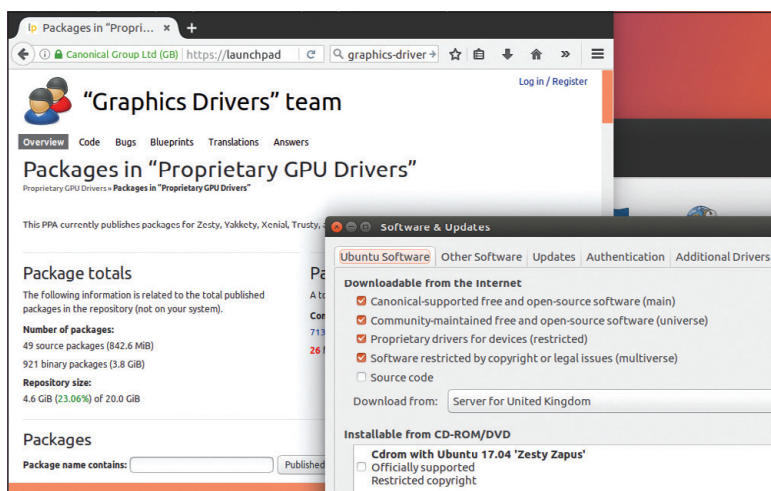 Packages in “Propri...
Canonical Group Ltd (GB) https://launchpad
graphics-driver
Log in / Register
“Graphics Drivers” team
Overview Code Bugs Blueprints Translations Answers
Packages in “Proprietary GPU Drivers”
Proprietary GPU Drivers » Packages in “Proprietary GPU Drivers”
This PPA currently publishes packages for Zesty, Yakkety, Xenial, Trusty,
Package totals
The following information is related to the total published
packages in the repository (not on your system).
Number of packages:
49 source packages (842.6 MiB)
921 binary packages (3.8 GiB)
Repository size:
4.6 GiB (23.06%) of 20.0 GiB
713
26
Packages
Package name contains:
Published
Software & Updates
Ubuntu Software Other Software Updates Authentication Additional Drivers
Downloadable from the Internet
Canonical-supported free and open-source software (main)
Community-maintained free and open-source software (universe)
Proprietary drivers for devices (restricted)
Software restricted by copyright or legal issues (multiverse)
Source code
Download from: Server for United Kingdom
Installable from CD-ROM/DVD
Cdrom with Ubuntu 17.04 'Zesty Zapus'
Officially supported
Restricted copyright